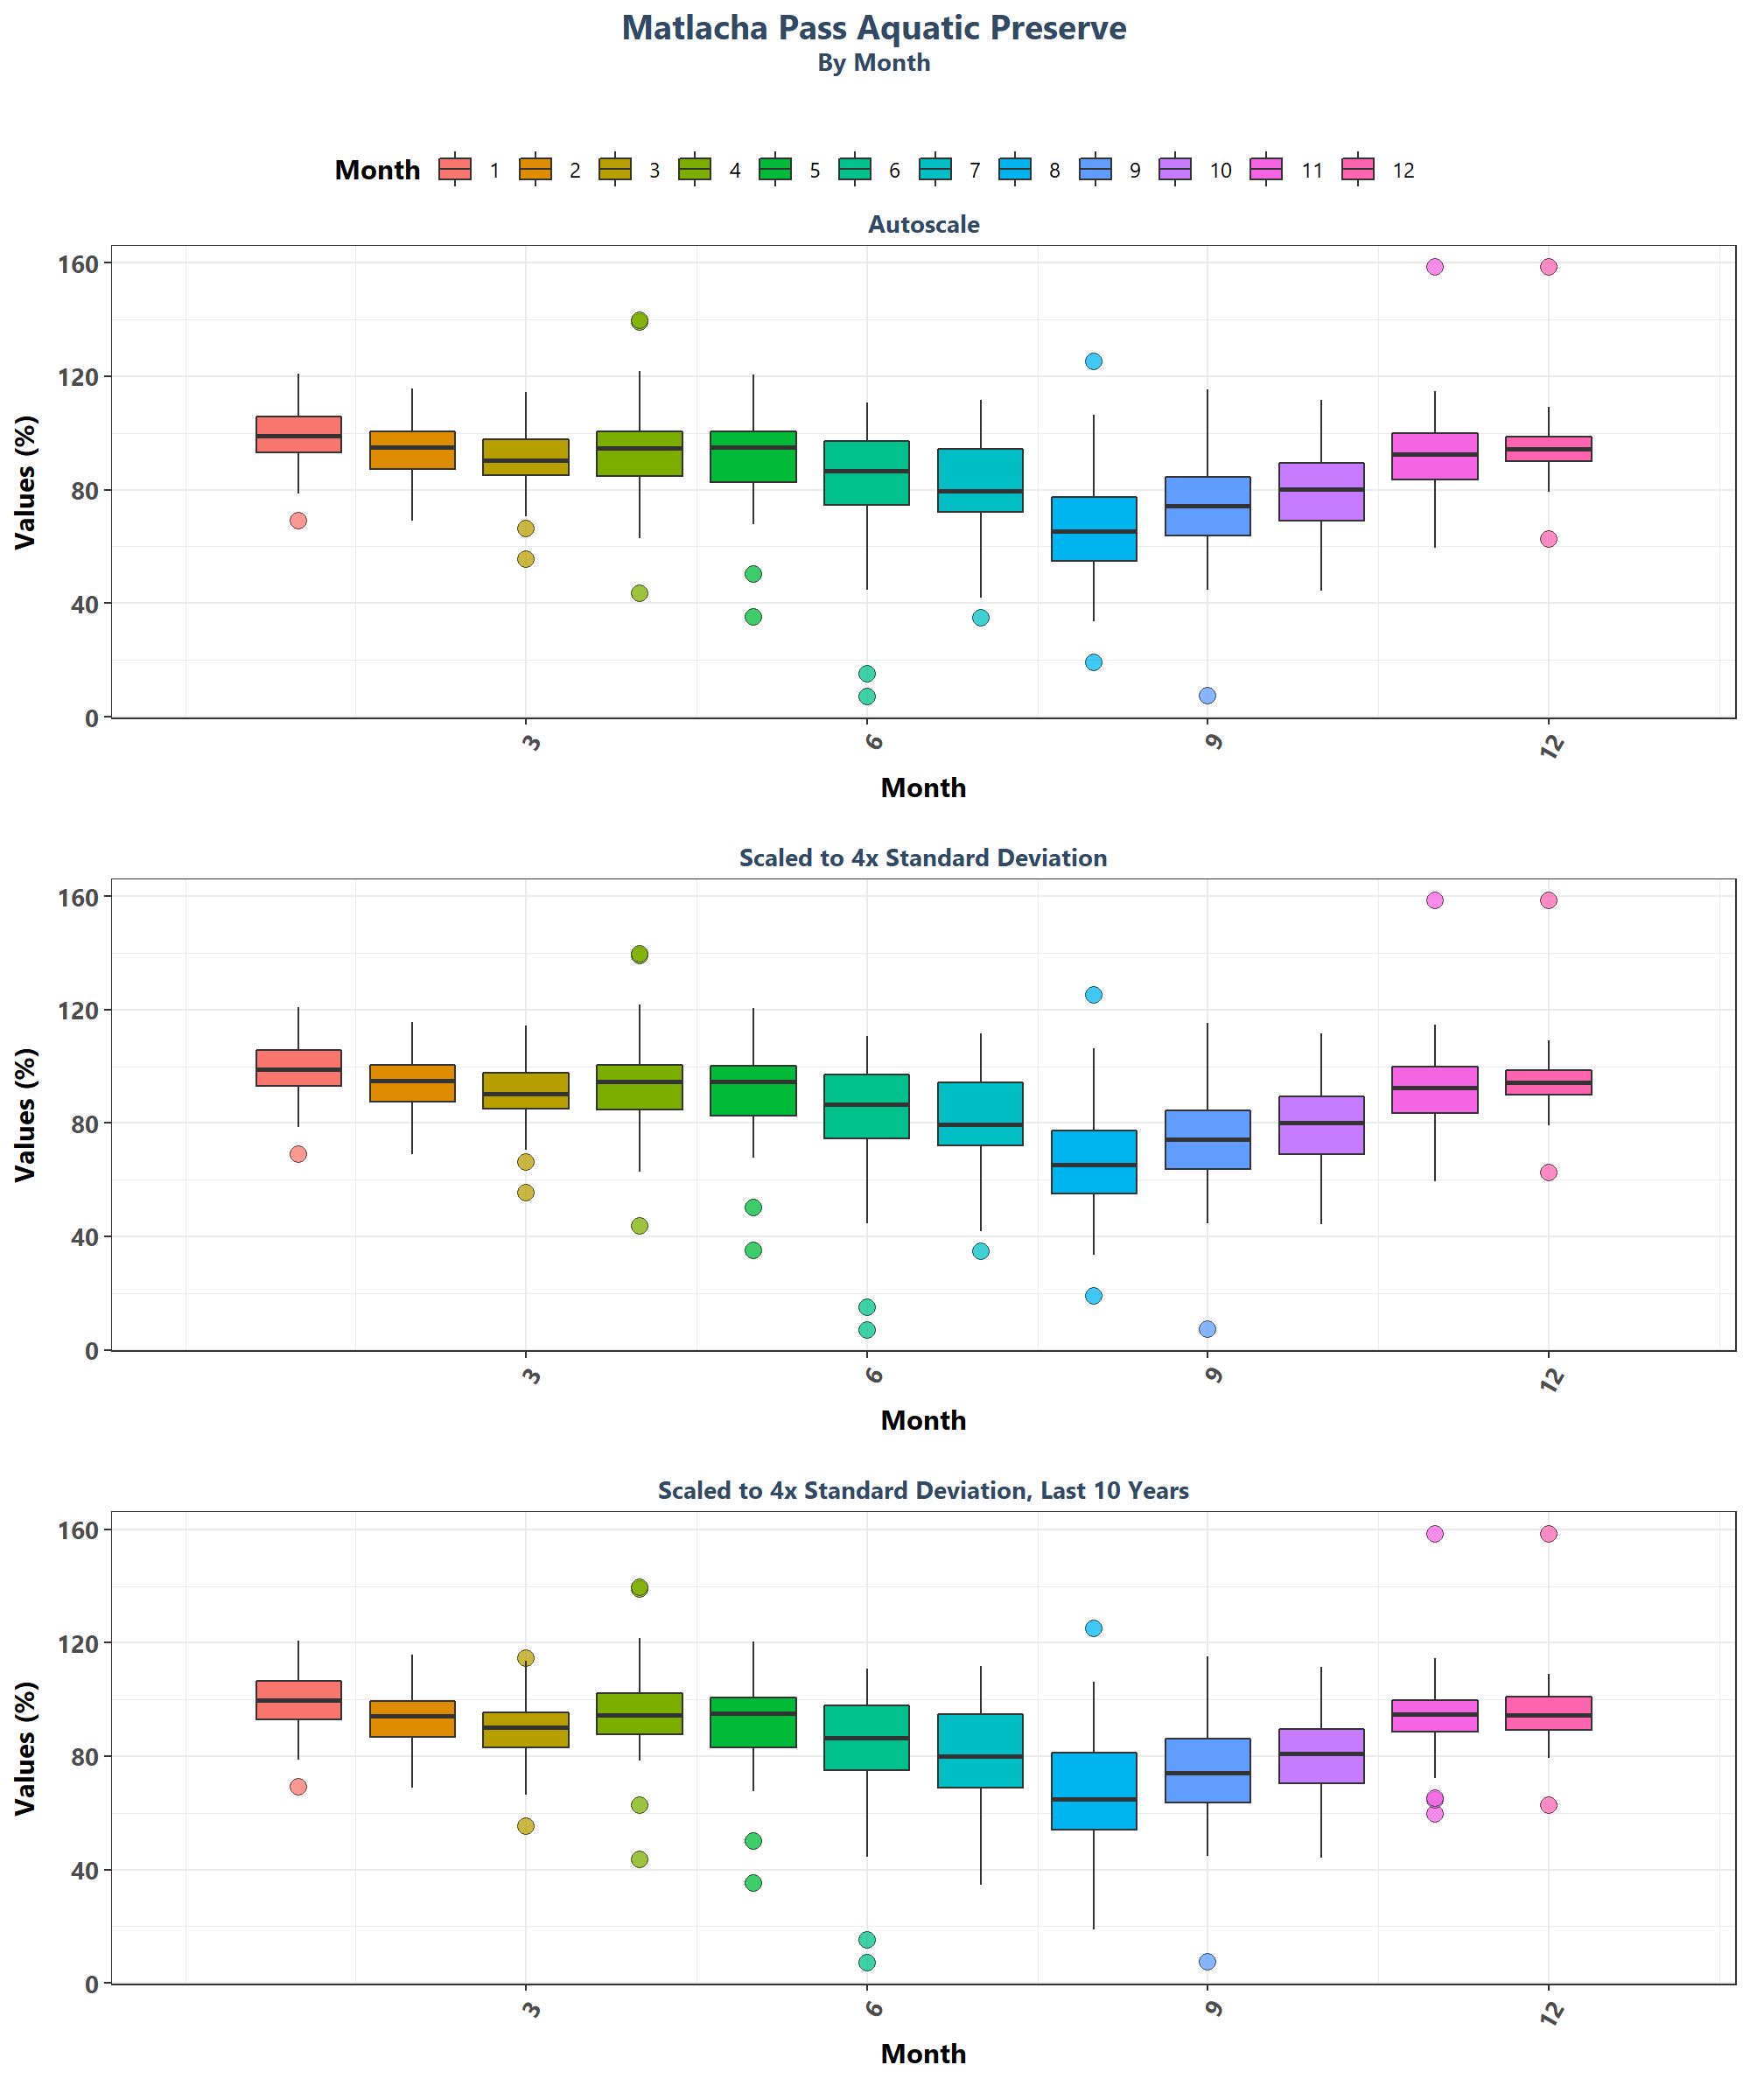 Matlacha Pass Aquatic Preserve
By Month
Month 1 2 3 4 5 6 7 8 9 10 11 12
Autoscale
Values (%)
160
120
80
40
0
3 6 9 12
Month
Scaled to 4x Standard Deviation
Values (%)
160
120
80
40
0
3 6 9 12
Month
Scaled to 4x Standard Deviation, Last 10 Years
Values (%)
160
120
80
40
0
3 6 9 12
Month